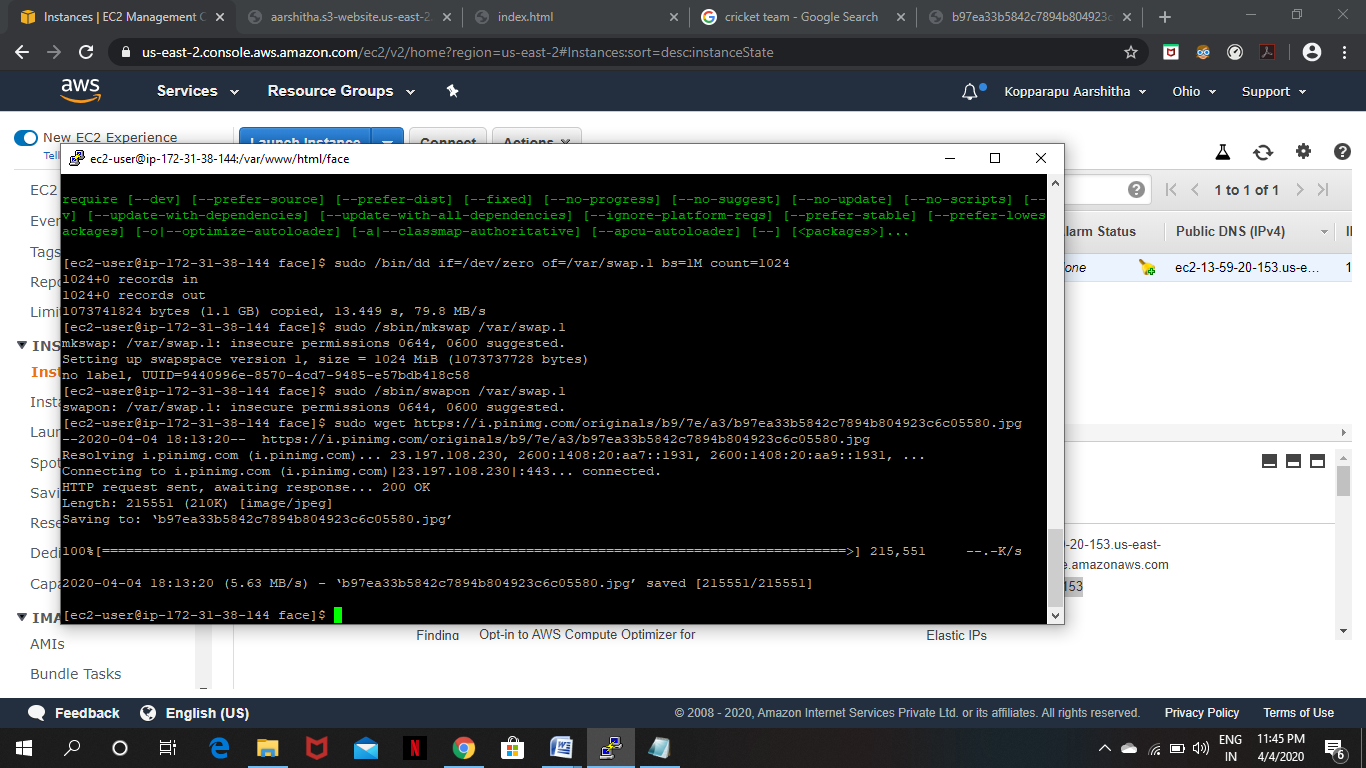 Instances | EC2 Management C
aarshitha.s3-website.us-east-2.
index.html
cricket team - Google Search
b97ea33b5842c7894b804923c
us-east-2.console.aws.amazon.com/ec2/v2/home?region=us-east-2#Instances:sort=desc:instanceState
aws
Services
Resource Groups
Kopparapu Aarshitha
Ohio
Support
New EC2 Experience
Tell
Launch Instance
Connect
Actions
EC2
Even
Tags
Repo
Limi
INS
Inst
Insta
Laun
Spot
Savi
Rese
Dedi
Capa
IMA
AMIs
Bundle Tasks
1 to 1 of 1
larm Status
Public DNS (IPv4)
one
ec2-13-59-20-153.us-e...
1
ec2-user@ip-172-31-38-144:/var/www/html/face
require [--dev] [--prefer-source] [--prefer-dist] [--fixed] [--no-progress] [--no-suggest] [--no-update] [--no-scripts] [--
v] [--update-with-dependencies] [--update-with-all-dependencies] [--ignore-platform-reqs] [--prefer-stable] [--prefer-lowes
ackages] [-o|--optimize-autoloader] [-a|--classmap-authoritative] [--apcu-autoloader] [--] [<packages>]...
[ec2-user@ip-172-31-38-144 face]$ sudo /bin/dd if=/dev/zero of=/var/swap.1 bs=1M count=1024
1024+0 records in
1024+0 records out
1073741824 bytes (1.1 GB) copied, 13.449 s, 79.8 MB/s
[ec2-user@ip-172-31-38-144 face]$ sudo /sbin/mkswap /var/swap.1
mkswap: /var/swap.1: insecure permissions 0644, 0600 suggested.
Setting up swapspace version 1, size = 1024 MiB (1073737728 bytes)
no label, UUID=9440996e-8570-4cd7-9485-e57bdb418c58
[ec2-user@ip-172-31-38-144 face]$ sudo /sbin/swapon /var/swap.1
swapon: /var/swap.1: insecure permissions 0644, 0600 suggested.
[ec2-user@ip-172-31-38-144 face]$ sudo wget https://i.pinimg.com/originals/b9/7e/a3/b97ea33b5842c7894b804923c6c05580.jpg
--2020-04-04 18:13:20--  https://i.pinimg.com/originals/b9/7e/a3/b97ea33b5842c7894b804923c6c05580.jpg
Resolving i.pinimg.com (i.pinimg.com)... 23.197.108.230, 2600:1408:20:aa7::1931, 2600:1408:20:aa9::1931, ...
Connecting to i.pinimg.com (i.pinimg.com)|23.197.108.230|:443... connected.
HTTP request sent, awaiting response... 200 OK
Length: 215551 (210K) [image/jpeg]
Saving to: ‘b97ea33b5842c7894b804923c6c05580.jpg’
100%[=============================================================================================>] 215,551     --.-K/s
2020-04-04 18:13:20 (5.63 MB/s) - ‘b97ea33b5842c7894b804923c6c05580.jpg’ saved [215551/215551]
[ec2-user@ip-172-31-38-144 face]$
9-20-153.us-east-
e.amazonaws.com
153
Finding
Opt-in to AWS Compute Optimizer for
Elastic IPs
Feedback
English (US)
© 2008 - 2020, Amazon Internet Services Private Ltd. or its affiliates. All rights reserved.
Privacy Policy
Terms of Use
ENG
IN
11:45 PM
4/4/2020
6